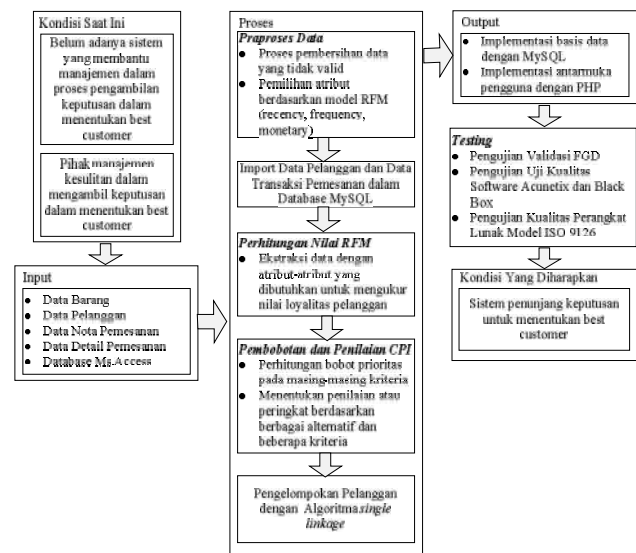 Kondisi Saat Ini
Belum adanya sistem
yang membantu
manajemen dalam
proses pengambilan
keputusan dalam
menentukan best
customer
Pihak manajemen
kesulitan dalam
mengambil keputusan
dalam menentukan best
customer
Input
● Data Barang
● Data Pelanggan
● Data Nota Pemesanan
● Data Detail Pemesanan
● Database Ms.Access
Proses
Praproses Data
● Proses pembersihan data
yang tidak valid
● Pemilihan atribut
berdasarkan model RFM
(recency, frequency,
monetary)
Import Data Pelanggan dan Data
Transaksi Pemesanan dalam
Database MySQL
Perhitungan Nilai RFM
● Ekstraksi data dengan
atribut-atribut yang
dibutuhkan untuk mengukur
nilai loyalitas pelanggan
Pembobotan dan Penilaian CPI
● Perhitungan bobot prioritas
pada masing-masing kriteria
● Menentukan penilaian atau
peringkat berdasarkan
berbagai alternatif dan
beberapa kriteria
Pengelompokan Pelanggan
dengan Algoritma single
linkage
Output
● Implementasi basis data
dengan MySQL
● Implementasi antarmuka
pengguna dengan PHP
Testing
● Pengujian Validasi FGD
● Pengujian Uji Kualitas
Software Acunetix dan Black
Box
● Pengujian Kualitas Perangkat
Lunak Model ISO 9126
Kondisi Yang Diharapkan
Sistem penunjang keputusan
untuk menentukan best
customer